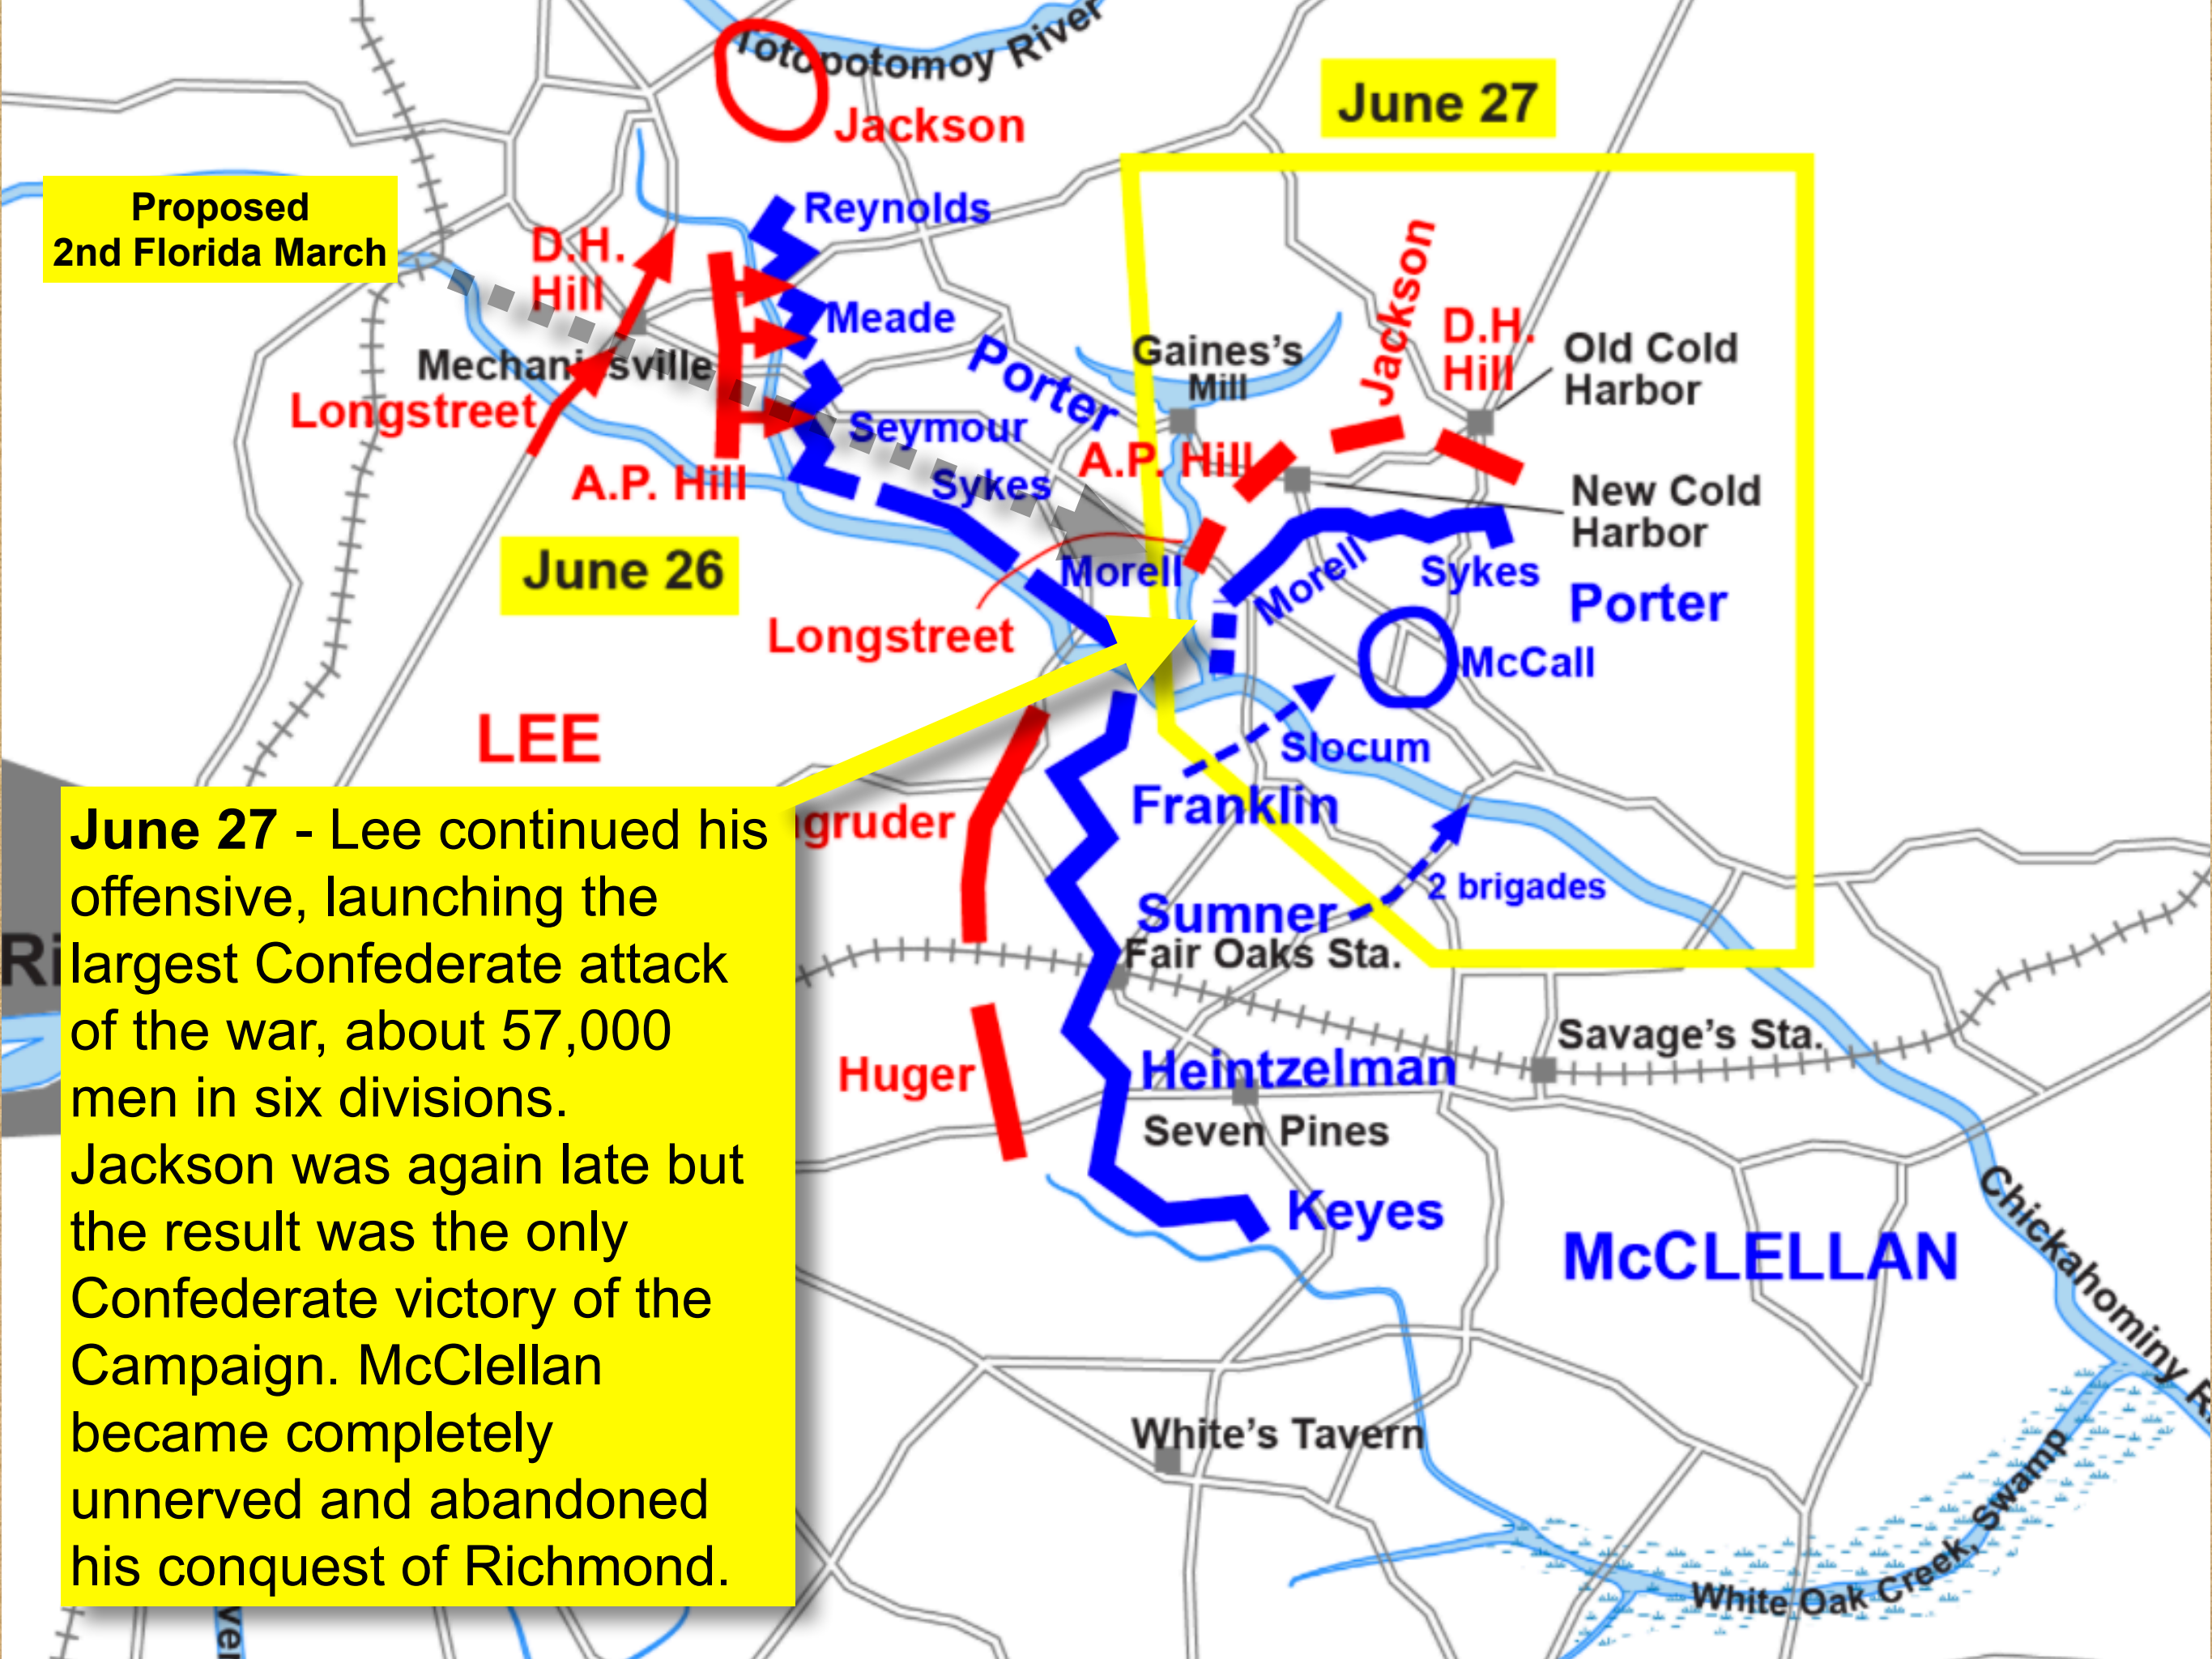 Totopotomoy River
Jackson
June 27
Proposed
2nd Florida March
Reynolds
D.H.
Hill
Meade
Mechanicsville
Longstreet
Porter
Seymour
A.P. Hill
Sykes
June 26
Morell
Gaines's
Mill
Jackson
D.H.
Hill
Old Cold
Harbor
A.P. Hill
New Cold
Harbor
Morell
Sykes
Porter
Longstreet
McCall
LEE
Slocum
Franklin
gruder
2 brigades
Sumner
Fair Oaks Sta.
Savage's Sta.
Huger
Heintzelman
Seven Pines
Keyes
McCLELLAN
Chickahominy R
White's Tavern
White Oak Creek, Swamp
Ri
June 27 - Lee continued his
offensive, launching the
largest Confederate attack
of the war, about 57,000
men in six divisions.
Jackson was again late but
the result was the only
Confederate victory of the
Campaign. McClellan
became completely
unnerved and abandoned
his conquest of Richmond.
ver